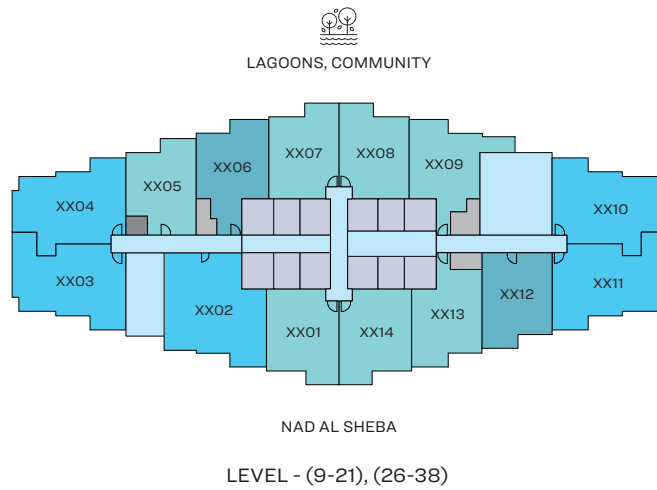 LAGOONS, COMMUNITY
XX07
XX08
XX06
XX09
XX05
XX04
XX10
XX03
XX11
XX02
XX12
XX01
XX14
XX13
NAD AL SHEBA
LEVEL - (9-21), (26-38)